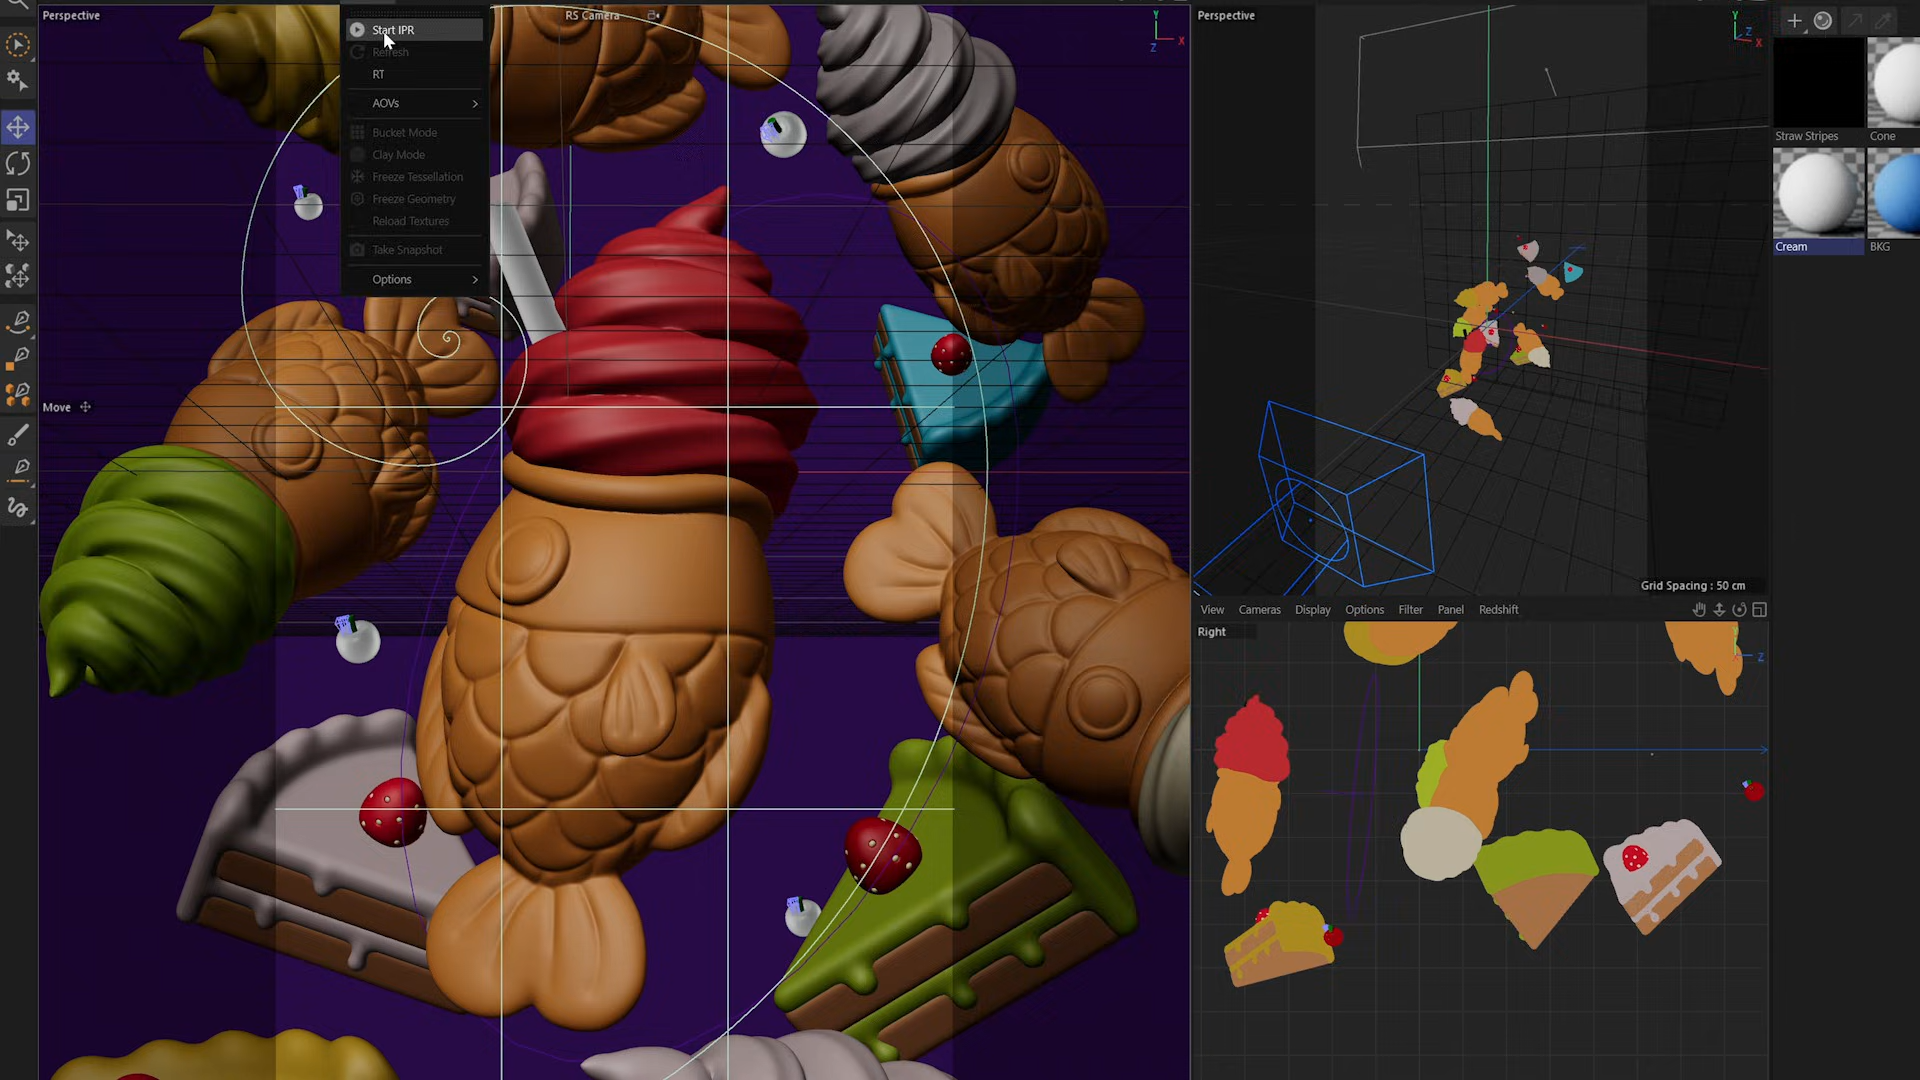 Perspective
RS Camera
Y
X
Z
Start IPR
Refresh
RT
AOVs
Bucket Mode
Clay Mode
Freeze Tessellation
Freeze Geometry
Reload Textures
Take Snapshot
Options
Move
Perspective
Y
Z
X
Grid Spacing : 50 cm
View Cameras Display Options Filter Panel Redshift
Right
Y
Z
Straw Stripes Cone
Cream BKG